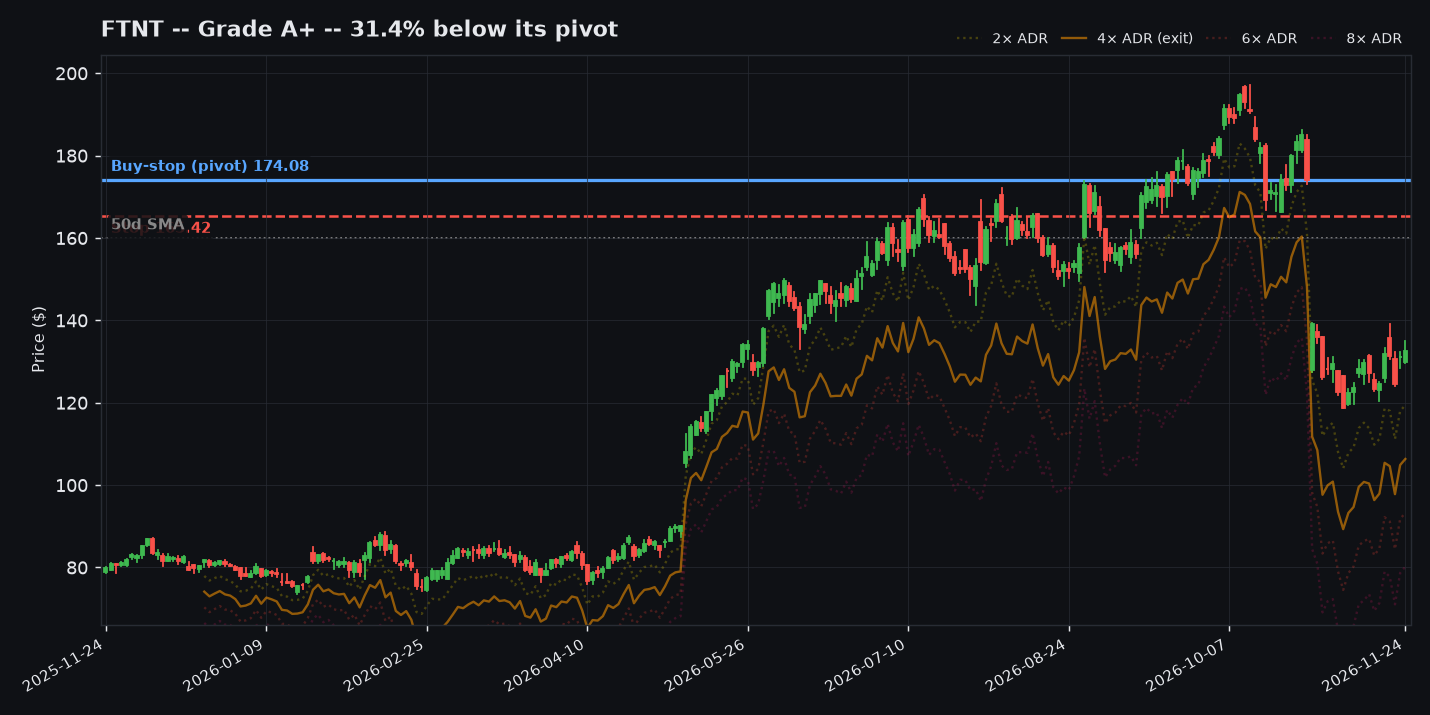 FTNT -- Grade A+ -- 31.4% below its pivot
2× ADR
4× ADR (exit)
6× ADR
8× ADR
Buy-stop (pivot) 174.08
50d SMA
.42
Price ($)
200
180
160
140
120
100
80
2025-11-24
2026-01-09
2026-02-25
2026-04-10
2026-05-26
2026-07-10
2026-08-24
2026-10-07
2026-11-24